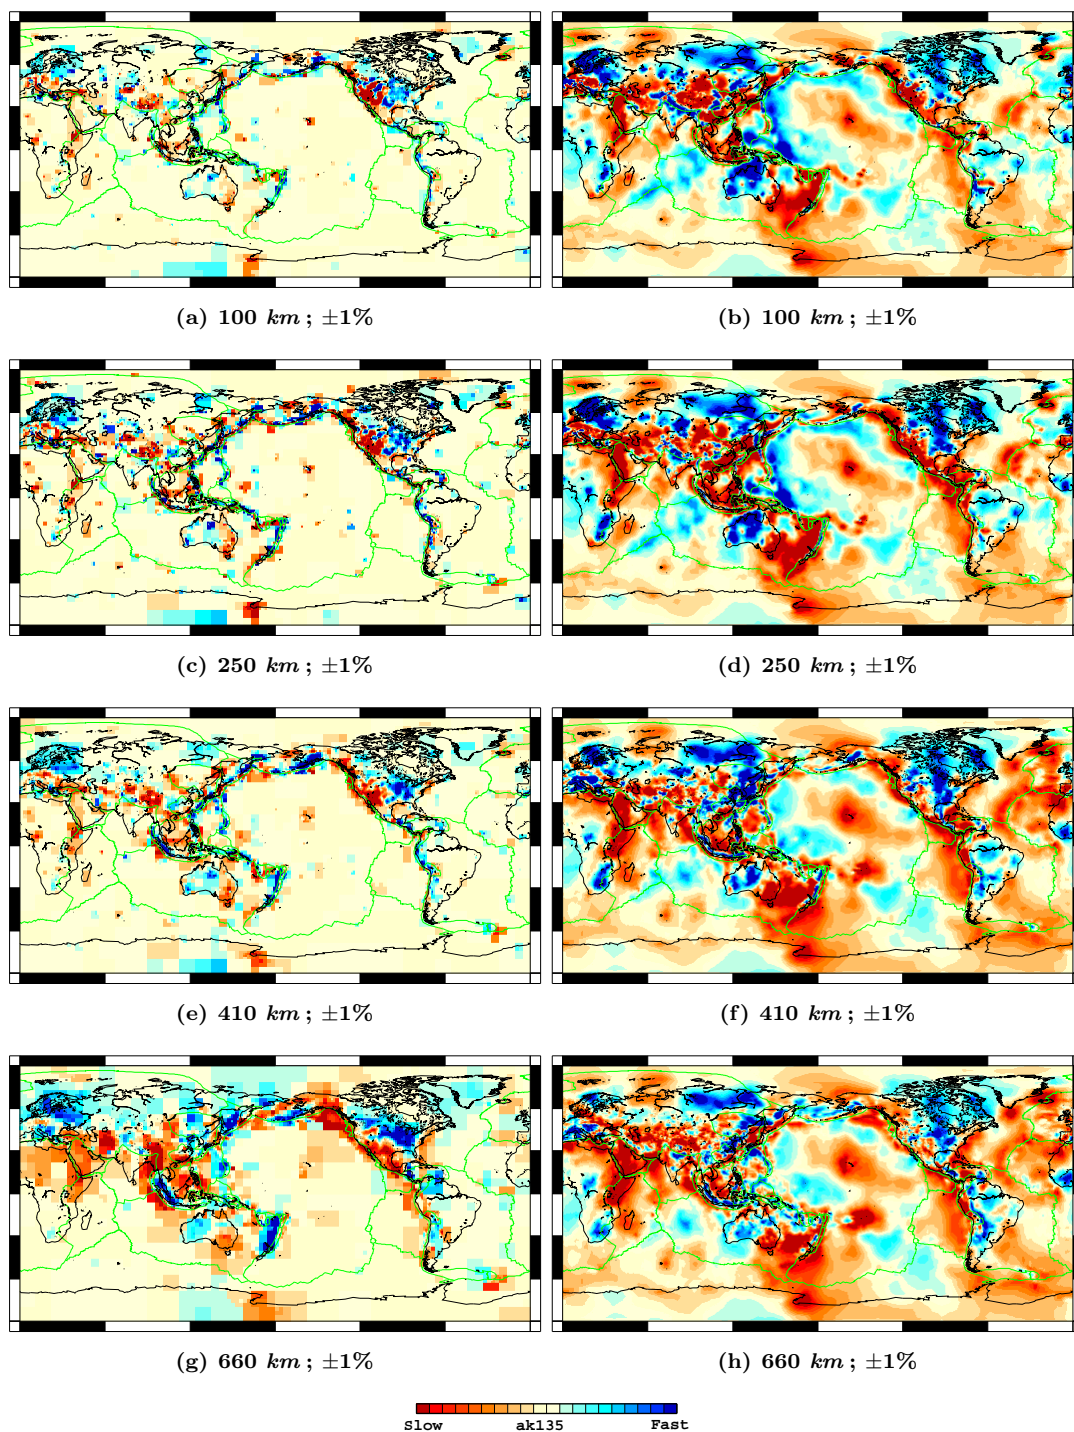 (a) 100 km; ±1%
(b) 100 km; ±1%
(c) 250 km; ±1%
(d) 250 km; ±1%
(e) 410 km; ±1%
(f) 410 km; ±1%
(g) 660 km; ±1%
(h) 660 km; ±1%
Slow ak135 Fast